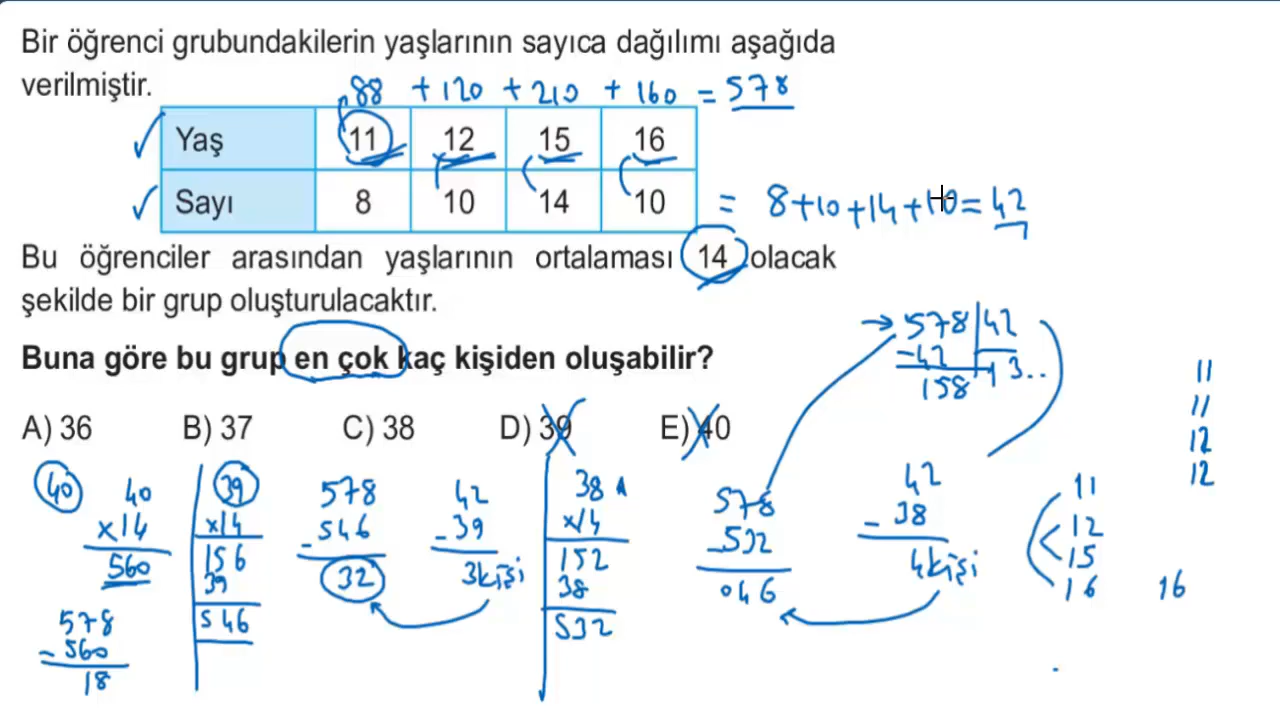 Bir öğrenci grubundakilerin yaşlarının sayıca dağılımı aşağıda
verilmiştir.
88 + 120 + 210 + 160 = 578
Yaş 11 12 15 16
Sayı 8 10 14 10 = 8+10+14+10=42
Bu öğrenciler arasından yaşlarının ortalaması 14 olacak
şekilde bir grup oluşturulacaktır.
Buna göre bu grup en çok kaç kişiden oluşabilir?
578 42
-42 13..
158
A) 36 B) 37 C) 38 D) 39 E) 40
40
40
x14
560
578
-560
18
39
x14
156
39
546
578
-546
32
42
-39
3kişi
38
x14
152
38
532
578
-532
046
42
-38
4kişi
11
12
15
16
16
11
11
12
12